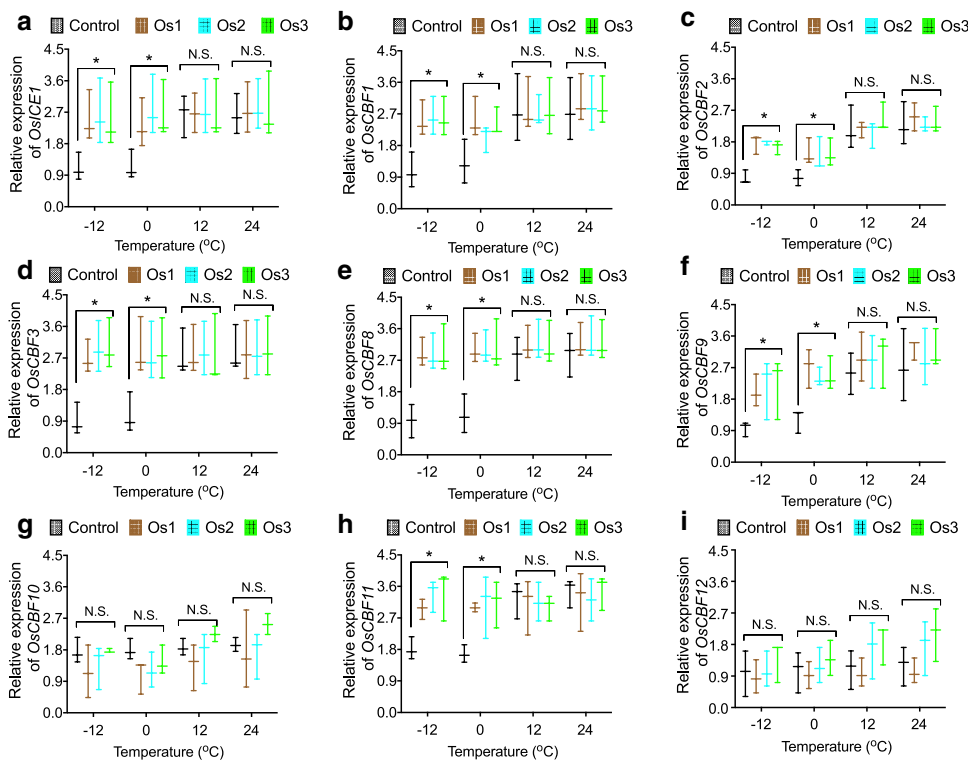 a Control Os1 Os2 Os3
Relative expression
of OsICE1
4.5
3.6
2.7
1.8
0.9
0.0
* * N.S. N.S.
-12 0 12 24
Temperature (oC)
b Control Os1 Os2 Os3
Relative expression
of OsCBF1
4.5
3.6
2.7
1.8
0.9
0.0
* * N.S. N.S.
-12 0 12 24
Temperature (oC)
c Control Os1 Os2 Os3
Relative expression
of OsCBF2
4.5
3.6
2.7
1.8
0.9
0.0
* * N.S. N.S.
-12 0 12 24
Temperature (oC)
d Control Os1 Os2 Os3
Relative expression
of OsCBF3
4.5
3.6
2.7
1.8
0.9
0.0
* * N.S. N.S.
-12 0 12 24
Temperature (oC)
e Control Os1 Os2 Os3
Relative expression
of OsCBF8
4.5
3.6
2.7
1.8
0.9
0.0
* * N.S. N.S.
-12 0 12 24
Temperature (oC)
f Control Os1 Os2 Os3
Relative expression
of OsCBF9
4.5
3.6
2.7
1.8
0.9
0.0
* * N.S. N.S.
-12 0 12 24
Temperature (oC)
g Control Os1 Os2 Os3
Relative expression
of OsCBF10
4.5
3.6
2.7
1.8
0.9
0.0
N.S. N.S. N.S. N.S.
-12 0 12 24
Temperature (oC)
h Control Os1 Os2 Os3
Relative expression
of OsCBF11
4.5
3.6
2.7
1.8
0.9
0.0
* * N.S. N.S.
-12 0 12 24
Temperature (oC)
i Control Os1 Os2 Os3
Relative expression
of OsCBF12
4.5
3.6
2.7
1.8
0.9
0.0
N.S. N.S. N.S. N.S.
-12 0 12 24
Temperature (oC)